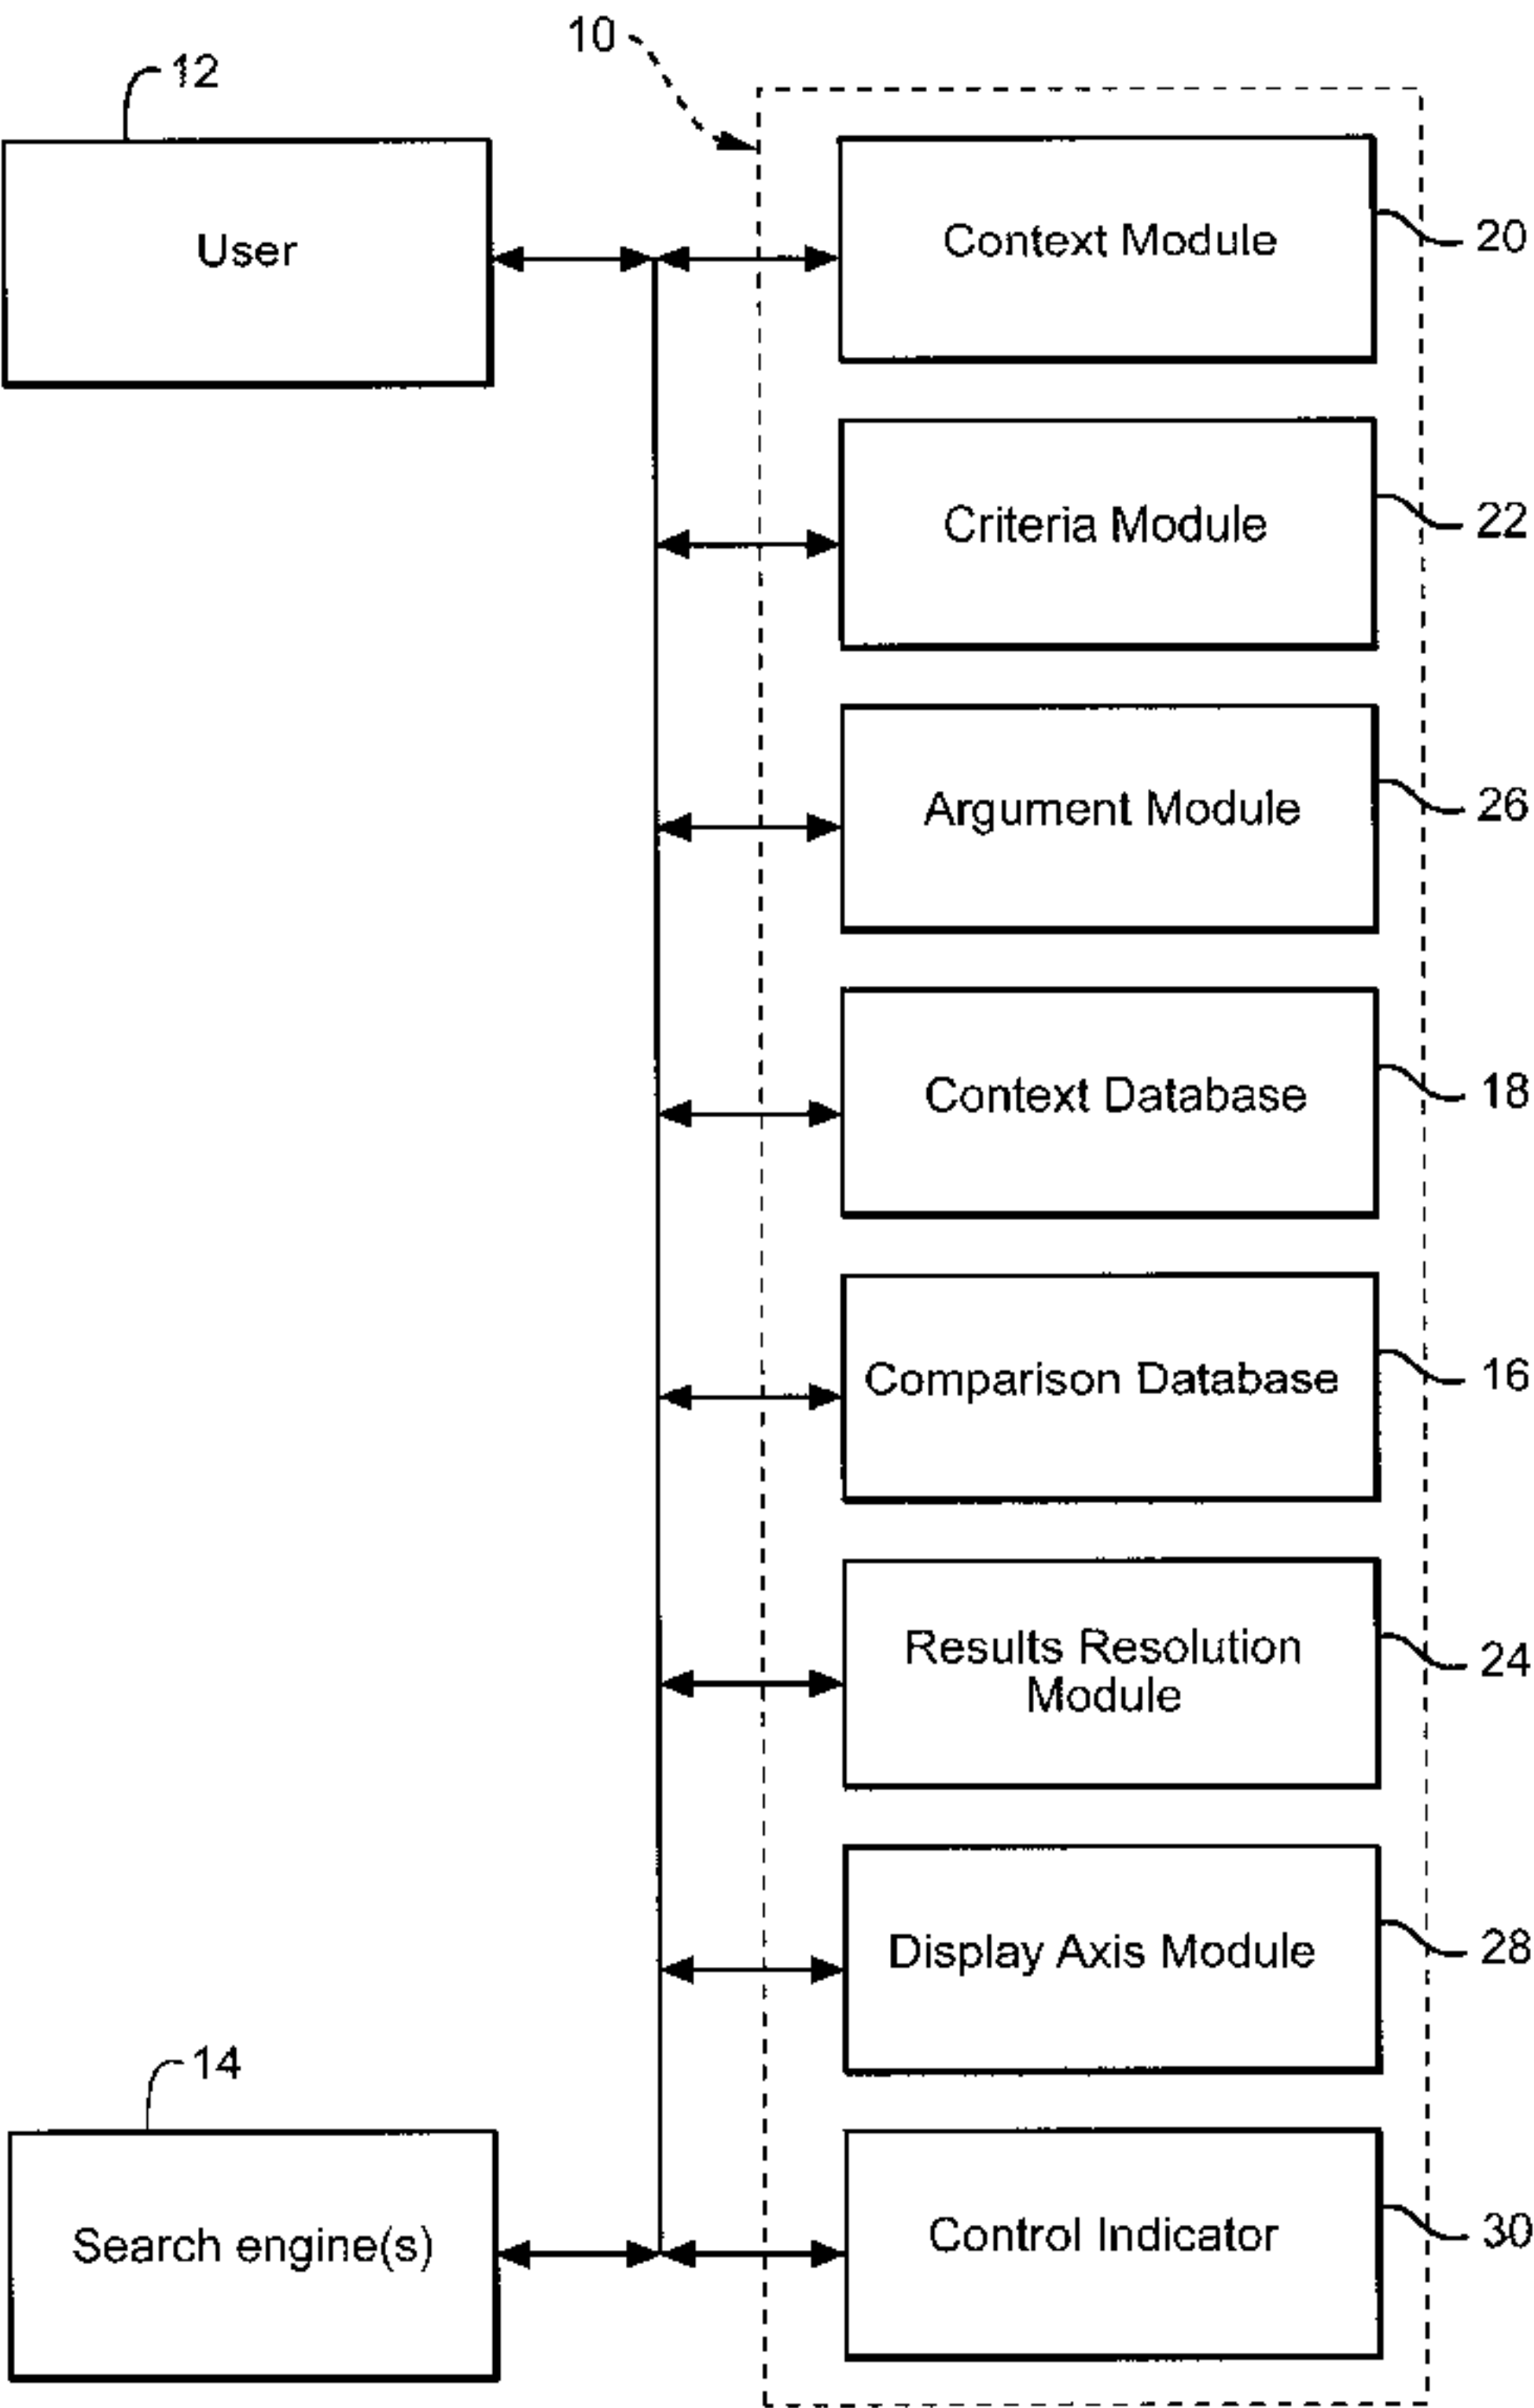 10
12
User
Context Module
20
Criteria Module
22
Argument Module
26
Context Database
18
Comparison Database
16
Results Resolution
Module
24
Display Axis Module
28
14
Search engine(s)
Control Indicator
30